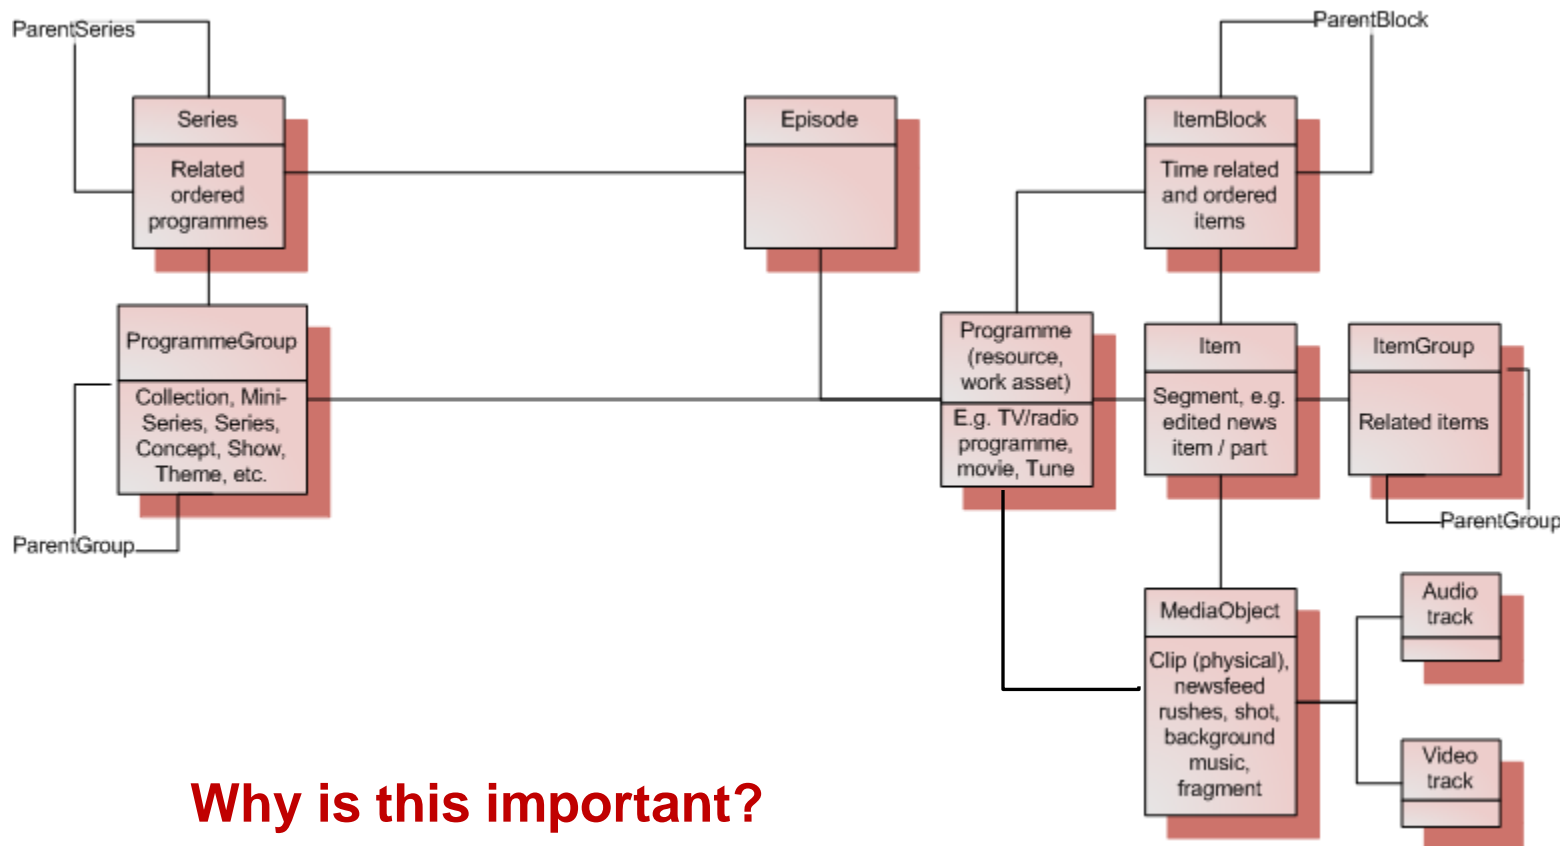 ParentSeries
ParentBlock
Series
Related
ordered
programmes
Episode
ItemBlock
Time related
and ordered
items
ProgrammeGroup
Collection, Mini-
Series, Series,
Concept, Show,
Theme, etc.
ParentGroup
Programme
(resource,
work asset)
E.g. TV/radio
programme,
movie, Tune
Item
Segment, e.g.
edited news
item / part
ItemGroup
Related items
ParentGroup
MediaObject
Clip (physical),
newsfeed
rushes, shot,
background
music,
fragment
Audio
track
Video
track
Why is this important?